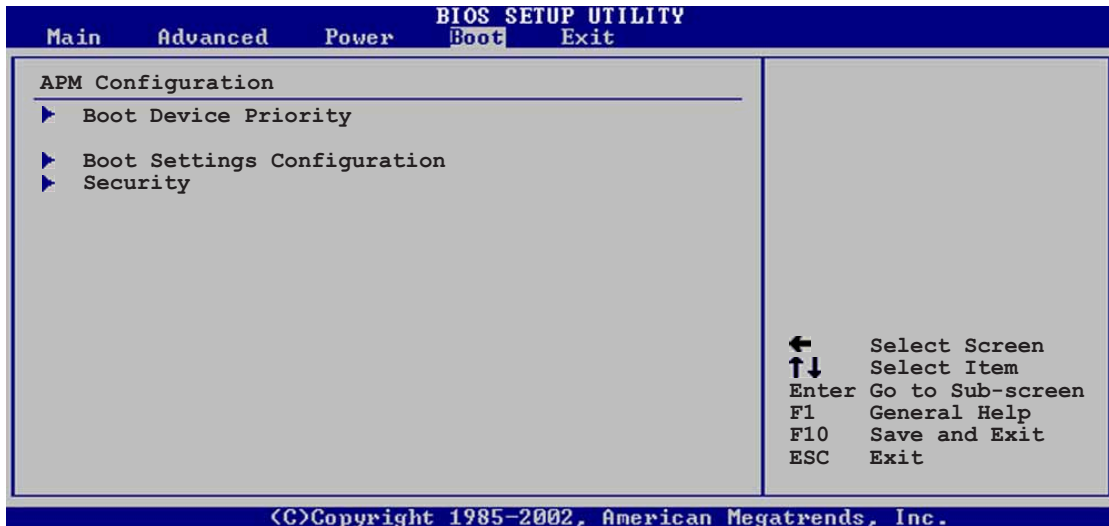 BIOS SETUP UTILITY
Main Advanced Power Boot Exit
APM Configuration
Boot Device Priority
Boot Settings Configuration
Security
← Select Screen
↑↓ Select Item
Enter Go to Sub-screen
F1 General Help
F10 Save and Exit
ESC Exit
(C)Copyright 1985-2002, American Megatrends, Inc.